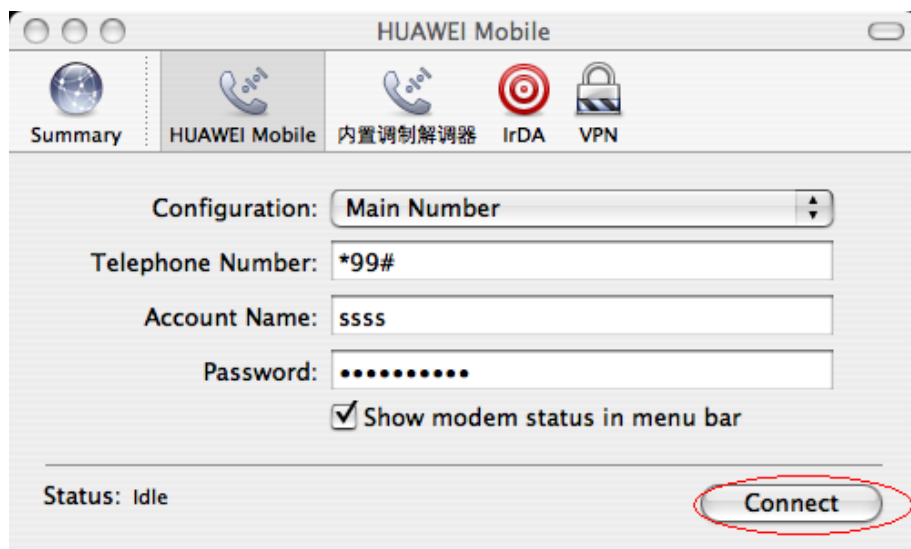 HUAWEI Mobile
Summary HUAWEI Mobile 内置调制解调器 IrDA VPN
Configuration: Main Number
Telephone Number: *99#
Account Name: ssss
Password: ••••••••••
Show modem status in menu bar
Status: Idle Connect